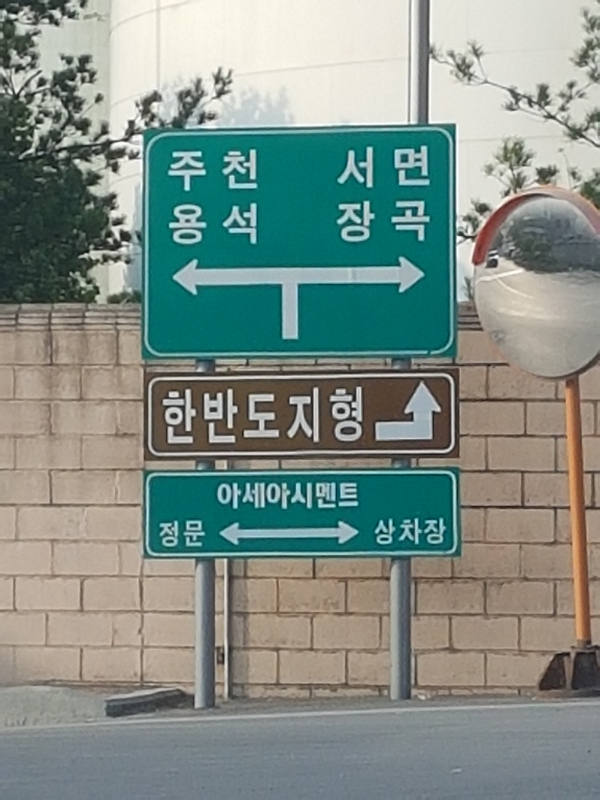 주천 서면
용석 장곡
한반도지형
아세아시멘트
정문 상차장